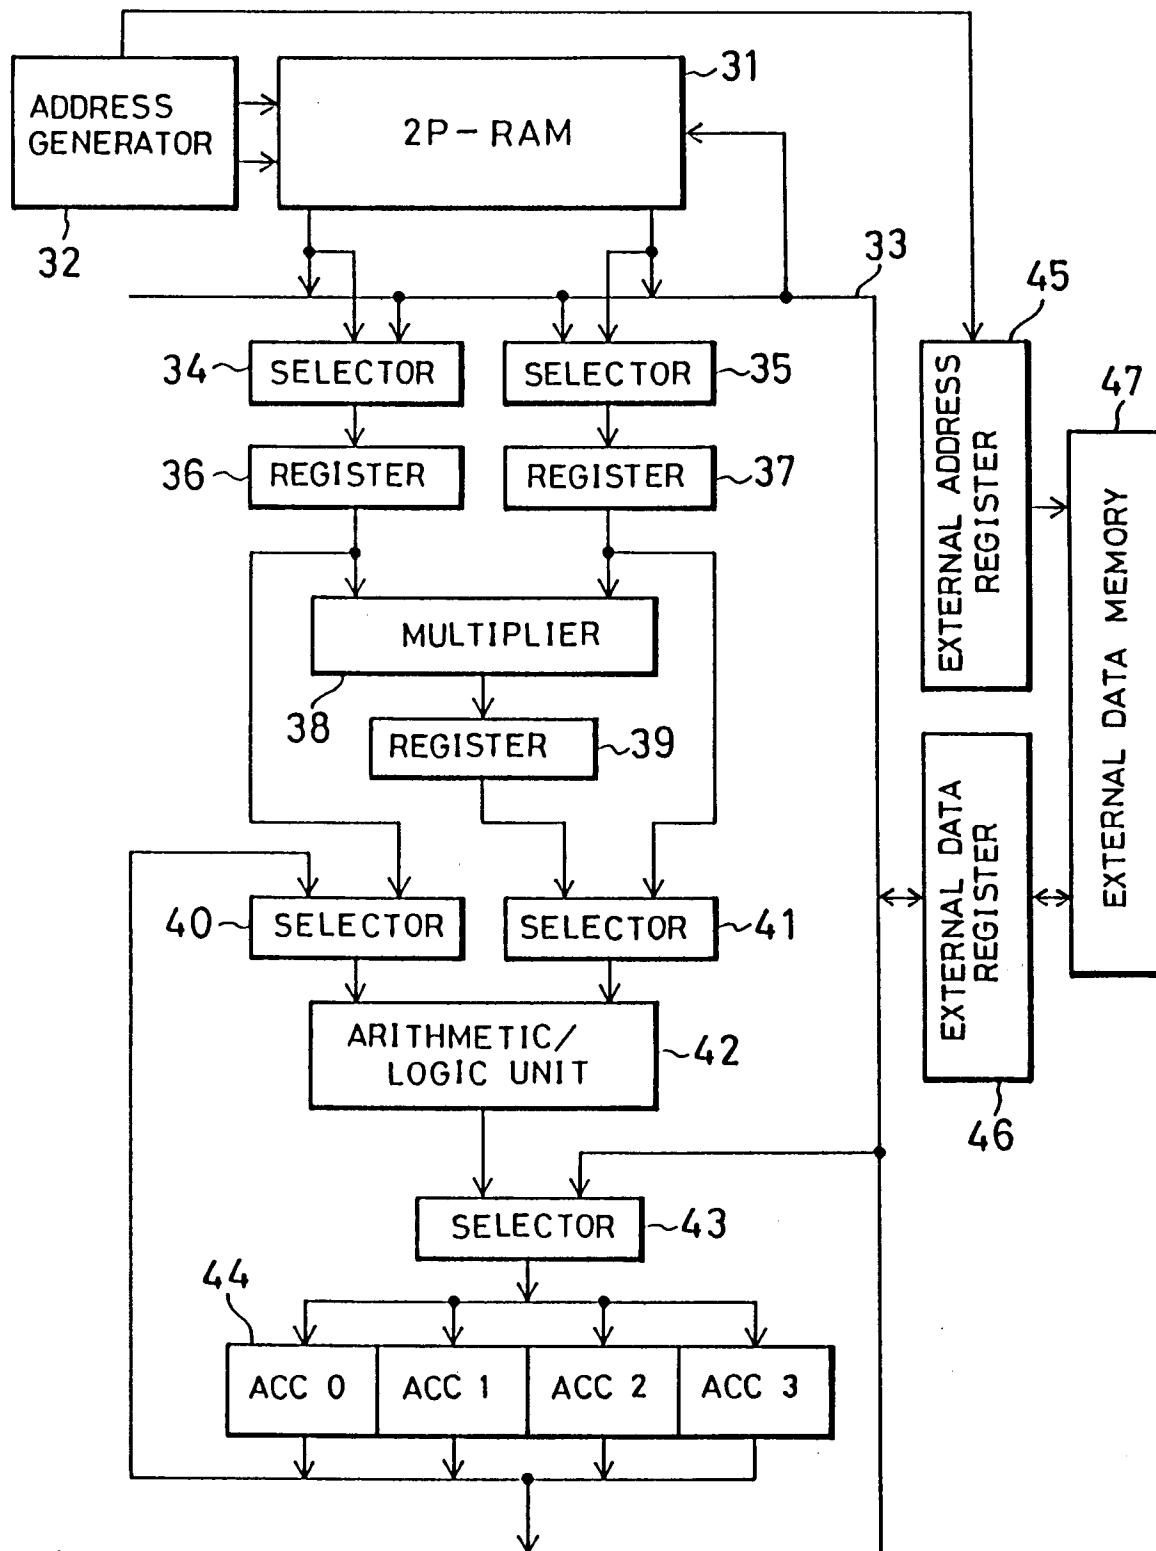 31
ADDRESS
GENERATOR
2P-RAM
32
33
45
34
SELECTOR
SELECTOR
35
47
36
REGISTER
REGISTER
37
EXTERNAL ADDRESS
REGISTER
MULTIPLIER
38
REGISTER
39
EXTERNAL DATA MEMORY
EXTERNAL DATA
REGISTER
40
SELECTOR
SELECTOR
41
ARITHMETIC/
LOGIC UNIT
42
46
SELECTOR
43
44
ACC 0
ACC 1
ACC 2
ACC 3